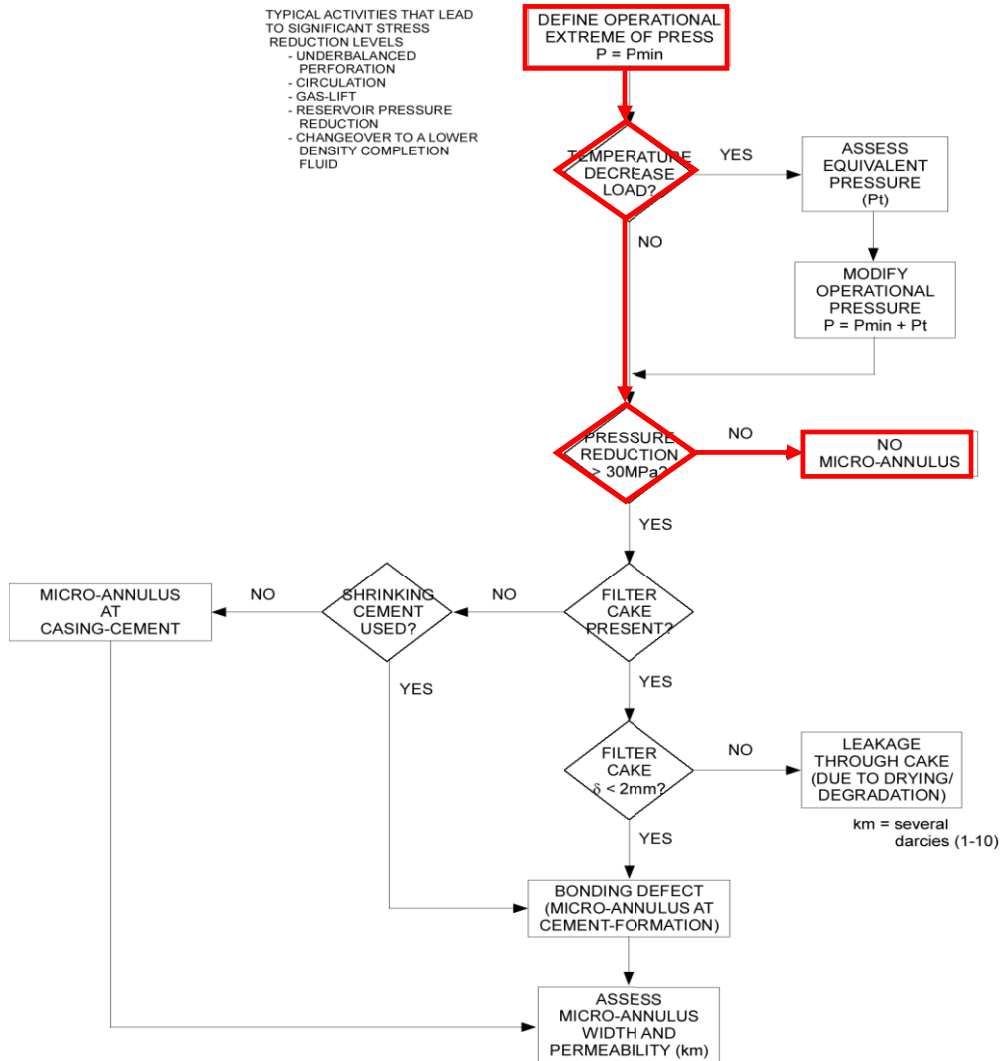 TYPICAL ACTIVITIES THAT LEAD
TO SIGNIFICANT STRESS
REDUCTION LEVELS
- UNDERBALANCED
PERFORATION
- CIRCULATION
- GAS-LIFT
- RESERVOIR PRESSURE
REDUCTION
- CHANGEOVER TO A LOWER
DENSITY COMPLETION
FLUID
DEFINE OPERATIONAL
EXTREME OF PRESS
P = Pmin
TEMPERATURE
DECREASE
LOAD?
YES
ASSESS
EQUIVALENT
PRESSURE
(Pt)
NO
MODIFY
OPERATIONAL
PRESSURE
P = Pmin + Pt
PRESSURE
REDUCTION
> 30MPa?
NO
NO
MICRO-ANNULUS
YES
MICRO-ANNULUS
AT
CASING-CEMENT
NO
SHRINKING
CEMENT
USED?
NO
FILTER
CAKE
PRESENT?
YES
YES
FILTER
CAKE
δ < 2mm?
NO
LEAKAGE
THROUGH CAKE
(DUE TO DRYING/
DEGRADATION)
km = several
darcies (1-10)
YES
BONDING DEFECT
(MICRO-ANNULUS AT
CEMENT-FORMATION)
ASSESS
MICRO-ANNULUS
WIDTH AND
PERMEABILITY (km)